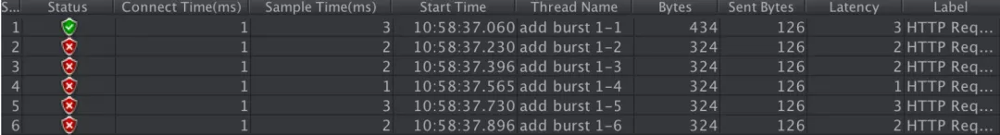 S... Status Connect Time(ms) Sample Time(ms) Start Time Thread Name Bytes Sent Bytes Latency Label
1 1 3 10:58:37.060 add burst 1-1 434 126 3 HTTP Req...
2 1 2 10:58:37.230 add burst 1-2 324 126 2 HTTP Req...
3 1 2 10:58:37.396 add burst 1-3 324 126 2 HTTP Req...
4 1 1 10:58:37.565 add burst 1-4 324 126 1 HTTP Req...
5 1 3 10:58:37.730 add burst 1-5 324 126 3 HTTP Req...
6 1 2 10:58:37.896 add burst 1-6 324 126 2 HTTP Req...